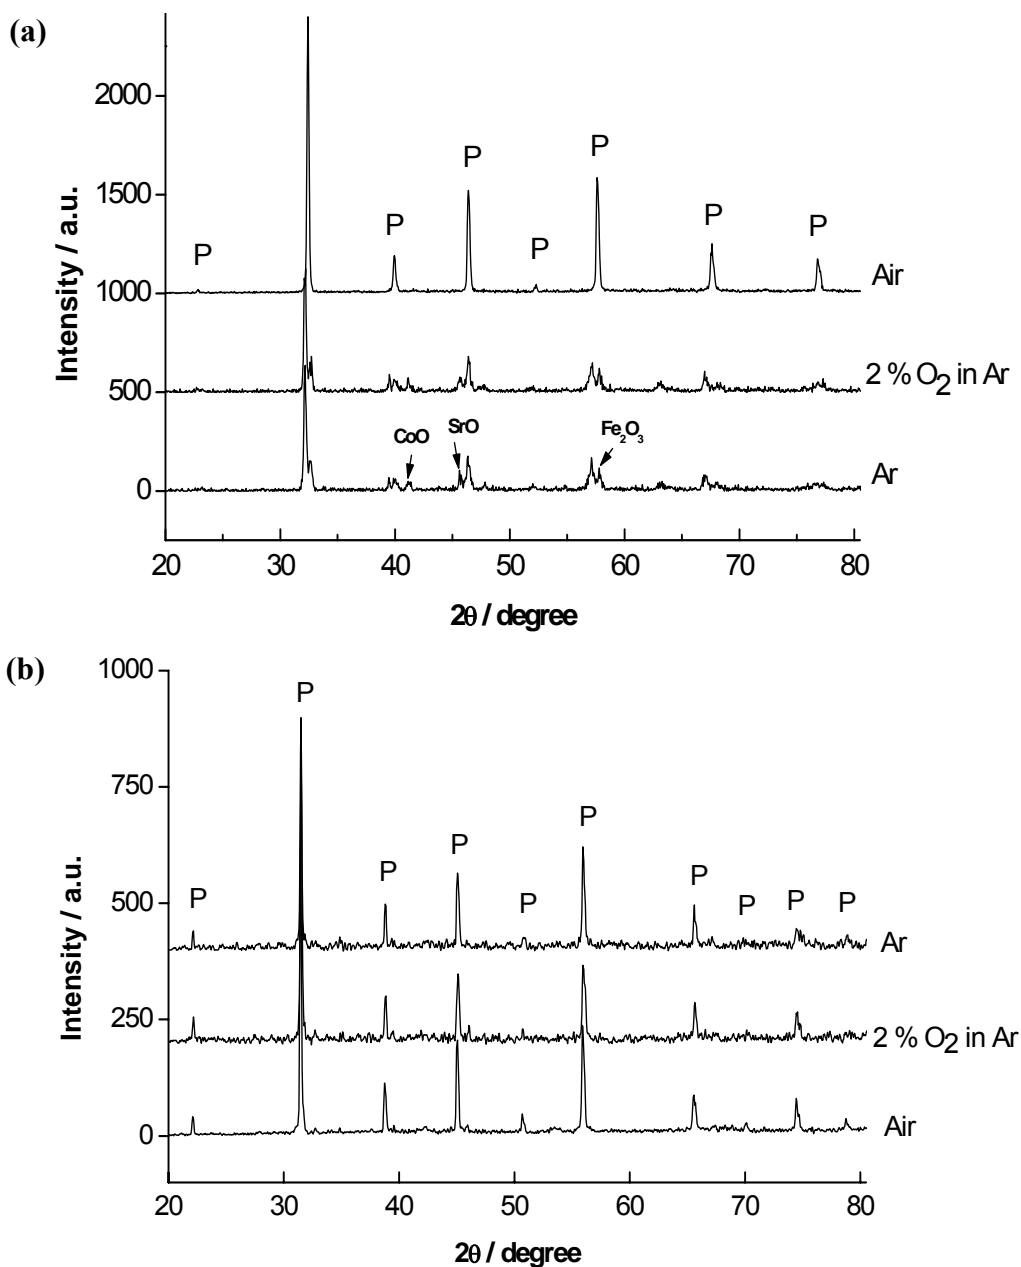 (a)
Intensity / a.u.
2000
1500
1000
500
0
P
P
P
P
P
P
P
Air
2 % O2 in Ar
CoO
SrO
Fe2O3
Ar
20 30 40 50 60 70 80
2θ / degree
(b)
Intensity / a.u.
1000
750
500
250
0
P
P
P
P
P
P
P
P
P
P
Ar
2 % O2 in Ar
Air
20 30 40 50 60 70 80
2θ / degree